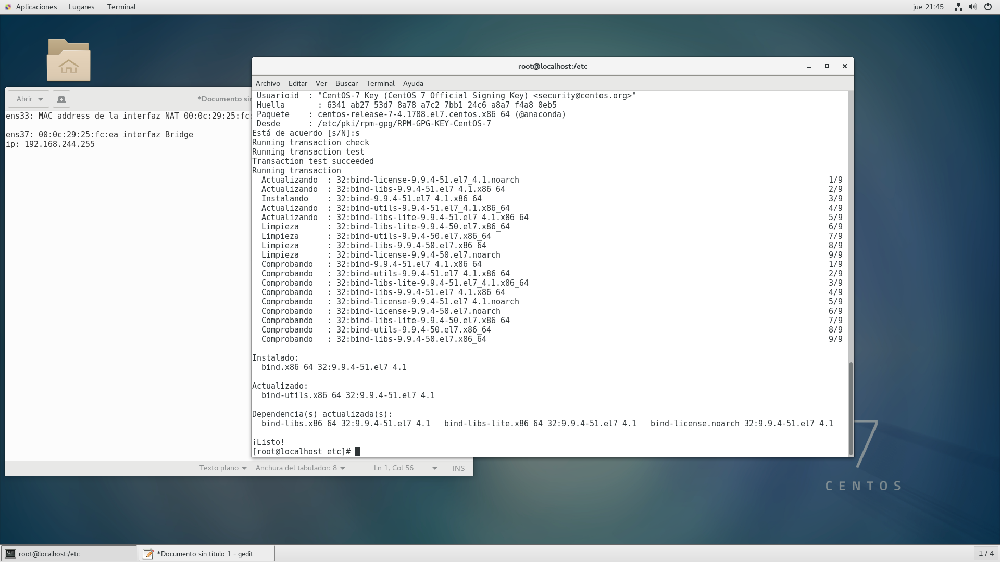 Aplicaciones Lugares Terminal jue 21:45
root@localhost:/etc
Archivo Editar Ver Buscar Terminal Ayuda
Usuarioid : "CentOS-7 Key (CentOS 7 Official Signing Key) <security@centos.org>"
Huella : 6341 ab27 53d7 8a78 a7c2 7bb1 24c6 a8a7 f4a8 0eb5
Paquete : centos-release-7-4.1708.el7.centos.x86_64 (@anaconda)
Desde : /etc/pki/rpm-gpg/RPM-GPG-KEY-CentOS-7
Está de acuerdo [s/N]:s
Running transaction check
Running transaction test
Transaction test succeeded
Running transaction
Actualizando : 32:bind-license-9.9.4-51.el7_4.1.noarch 1/9
Actualizando : 32:bind-libs-9.9.4-51.el7_4.1.x86_64 2/9
Instalando : 32:bind-9.9.4-51.el7_4.1.x86_64 3/9
Actualizando : 32:bind-utils-9.9.4-51.el7_4.1.x86_64 4/9
Actualizando : 32:bind-libs-lite-9.9.4-51.el7_4.1.x86_64 5/9
Limpieza : 32:bind-libs-lite-9.9.4-50.el7.x86_64 6/9
Limpieza : 32:bind-utils-9.9.4-50.el7.x86_64 7/9
Limpieza : 32:bind-libs-9.9.4-50.el7.x86_64 8/9
Limpieza : 32:bind-license-9.9.4-50.el7.noarch 9/9
Comprobando : 32:bind-9.9.4-51.el7_4.1.x86_64 1/9
Comprobando : 32:bind-utils-9.9.4-51.el7_4.1.x86_64 2/9
Comprobando : 32:bind-libs-lite-9.9.4-51.el7_4.1.x86_64 3/9
Comprobando : 32:bind-libs-9.9.4-51.el7_4.1.x86_64 4/9
Comprobando : 32:bind-license-9.9.4-51.el7_4.1.noarch 5/9
Comprobando : 32:bind-license-9.9.4-50.el7.noarch 6/9
Comprobando : 32:bind-libs-lite-9.9.4-50.el7.x86_64 7/9
Comprobando : 32:bind-utils-9.9.4-50.el7.x86_64 8/9
Comprobando : 32:bind-libs-9.9.4-50.el7.x86_64 9/9
Instalado:
bind.x86_64 32:9.9.4-51.el7_4.1
Actualizado:
bind-utils.x86_64 32:9.9.4-51.el7_4.1
Dependencia(s) actualizada(s):
bind-libs.x86_64 32:9.9.4-51.el7_4.1 bind-libs-lite.x86_64 32:9.9.4-51.el7_4.1 bind-license.noarch 32:9.9.4-51.el7_4.1
¡Listo!
[root@localhost etc]#
Abrir *Documento sin
ens33: MAC address de la interfaz NAT 00:0c:29:25:fc:
ens37: 00:0c:29:25:fc:ea interfaz Bridge
ip: 192.168.244.255
Texto plano Anchura del tabulador: 8 Ln 1, Col 56 INS
7
CENTOS
root@localhost:/etc *Documento sin título 1 - gedit 1 / 4